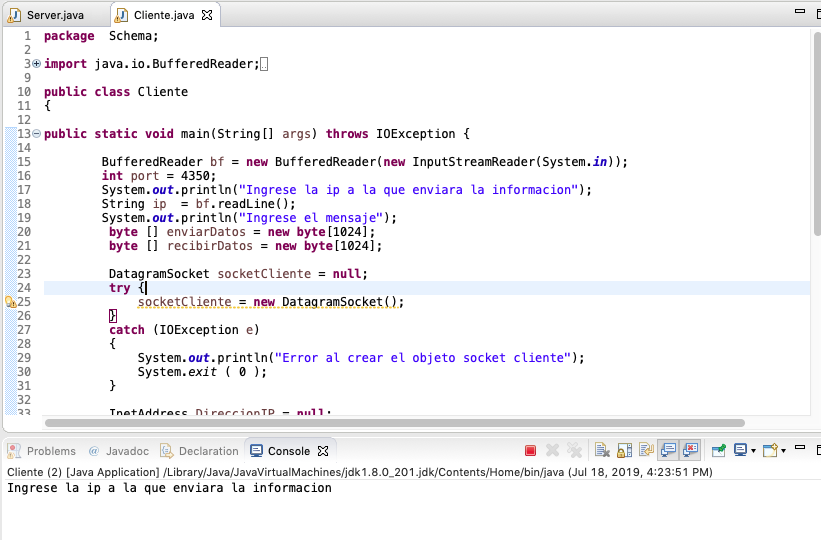 Server.java Cliente.java
1 package Schema;
2
3 import java.io.BufferedReader;
9
10 public class Cliente
11 {
12
13 public static void main(String[] args) throws IOException {
14
15 BufferedReader bf = new BufferedReader(new InputStreamReader(System.in));
16 int port = 4350;
17 System.out.println("Ingrese la ip a la que enviara la informacion");
18 String ip = bf.readLine();
19 System.out.println("Ingrese el mensaje");
20 byte [] enviarDatos = new byte[1024];
21 byte [] recibirDatos = new byte[1024];
22
23 DatagramSocket socketCliente = null;
24 try {
25 socketCliente = new DatagramSocket();
26 }
27 catch (IOException e)
28 {
29 System.out.println("Error al crear el objeto socket cliente");
30 System.exit ( 0 );
31 }
32
33 InetAddress DireccionIP = null;
Problems @ Javadoc Declaration Console
Cliente (2) [Java Application] /Library/Java/JavaVirtualMachines/jdk1.8.0_201.jdk/Contents/Home/bin/java (Jul 18, 2019, 4:23:51 PM)
Ingrese la ip a la que enviara la informacion